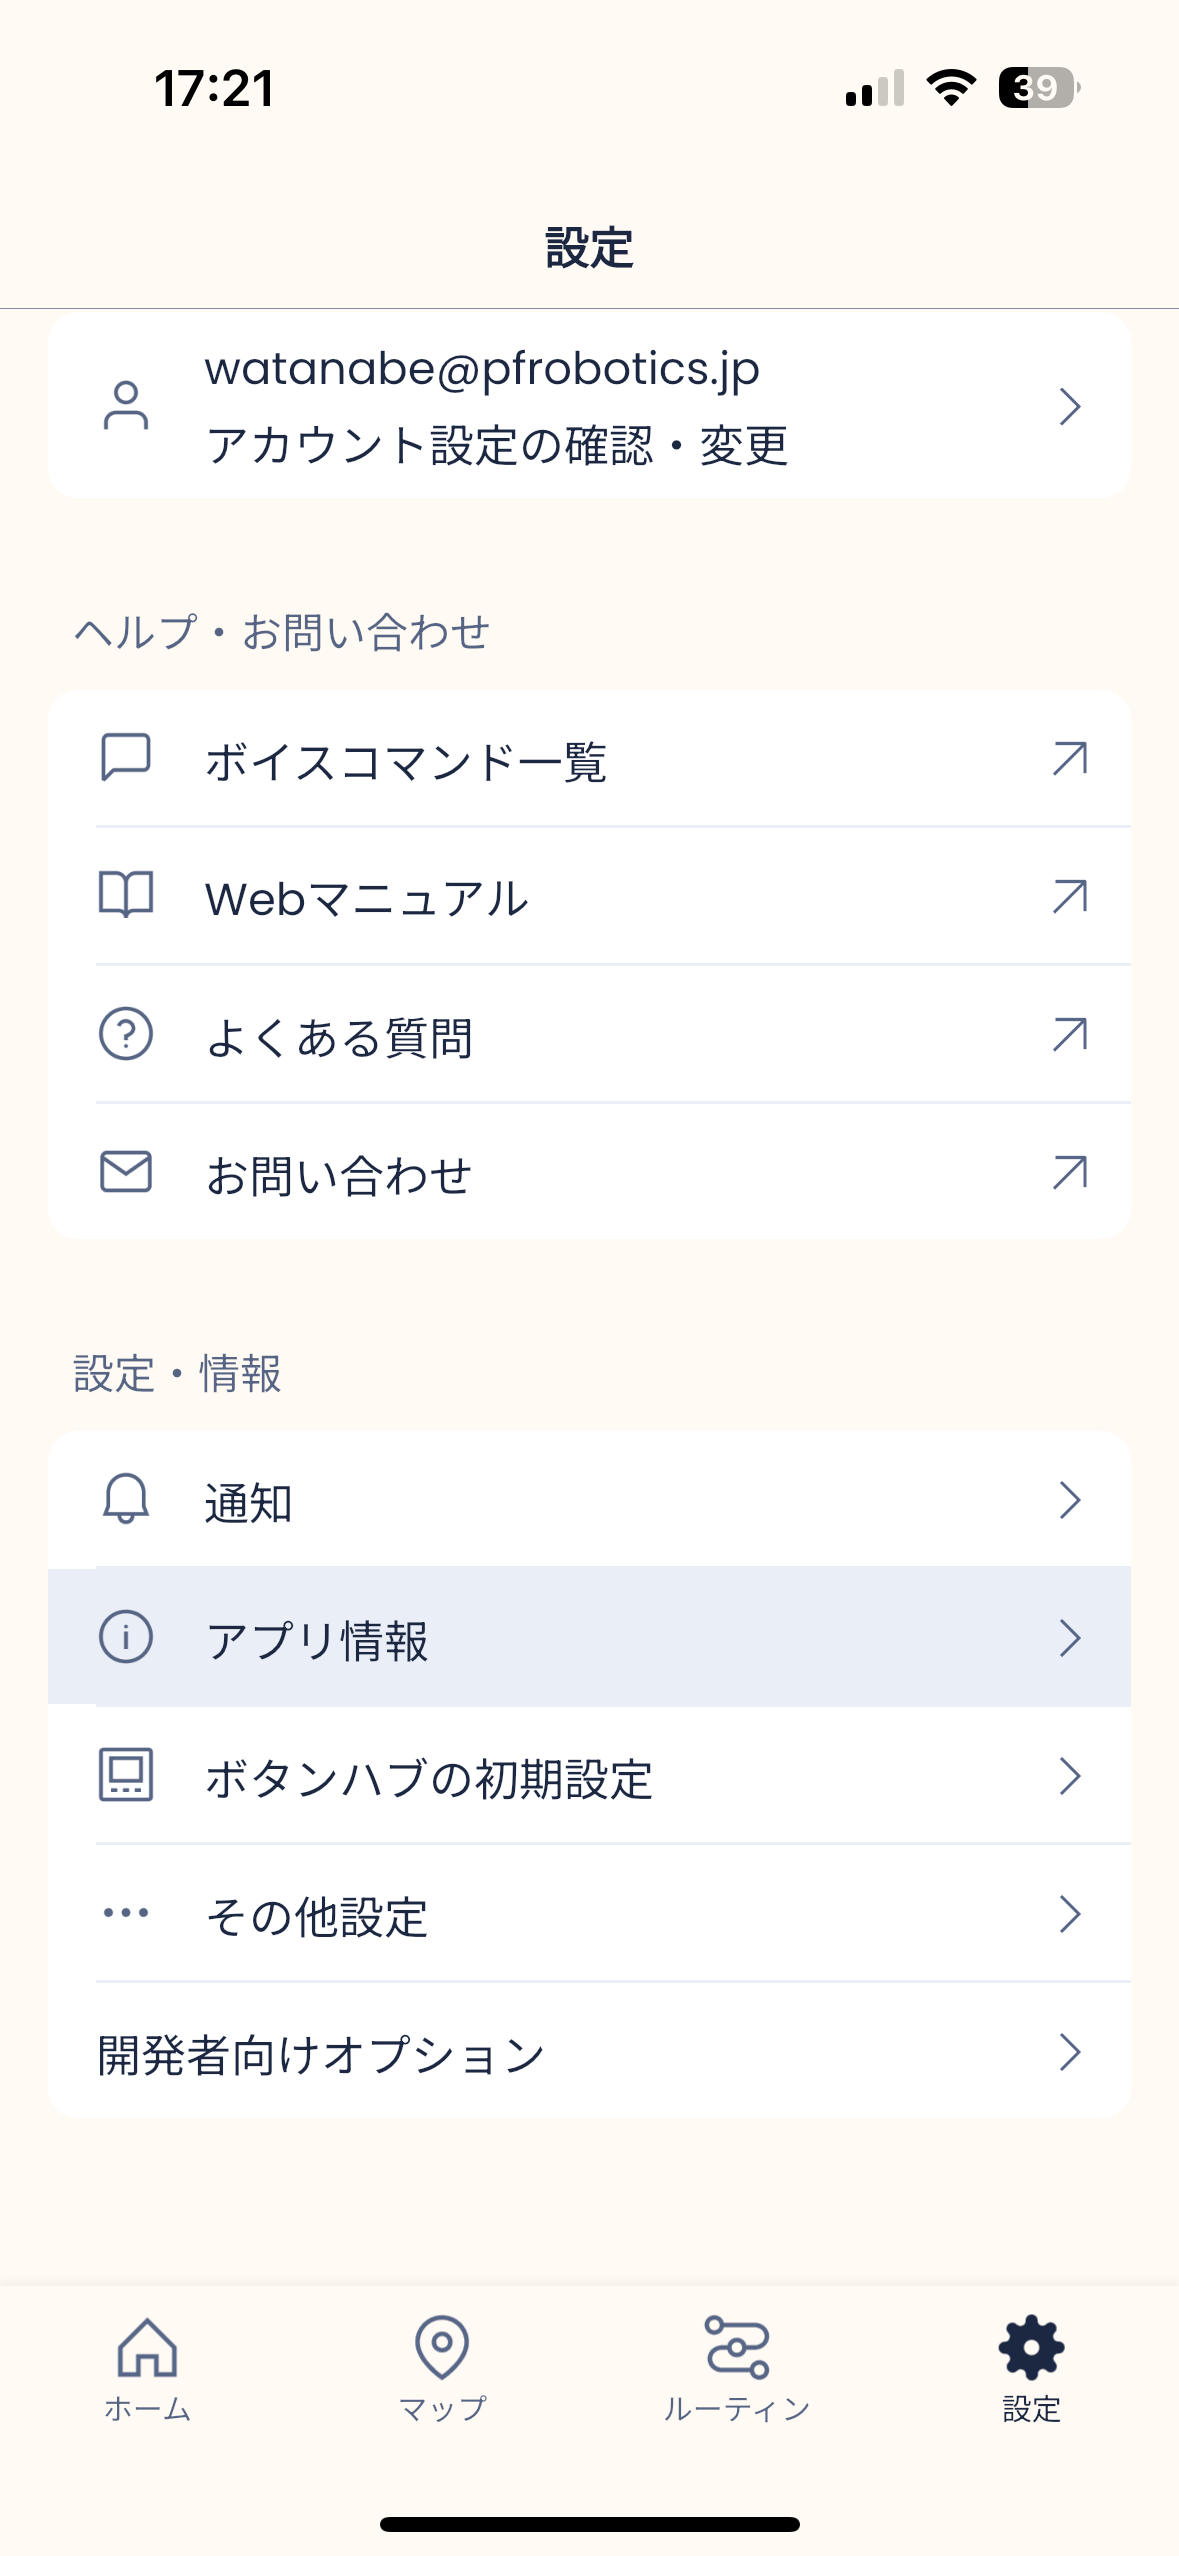 17:21
39
設定
watanabe@pfrobotics.jp
アカウント設定の確認・変更
ヘルプ・お問い合わせ
ボイスコマンド一覧
Webマニュアル
よくある質問
お問い合わせ
設定・情報
通知
アプリ情報
ボタンハブの初期設定
その他設定
開発者向けオプション
ホーム
マップ
ルーティン
設定